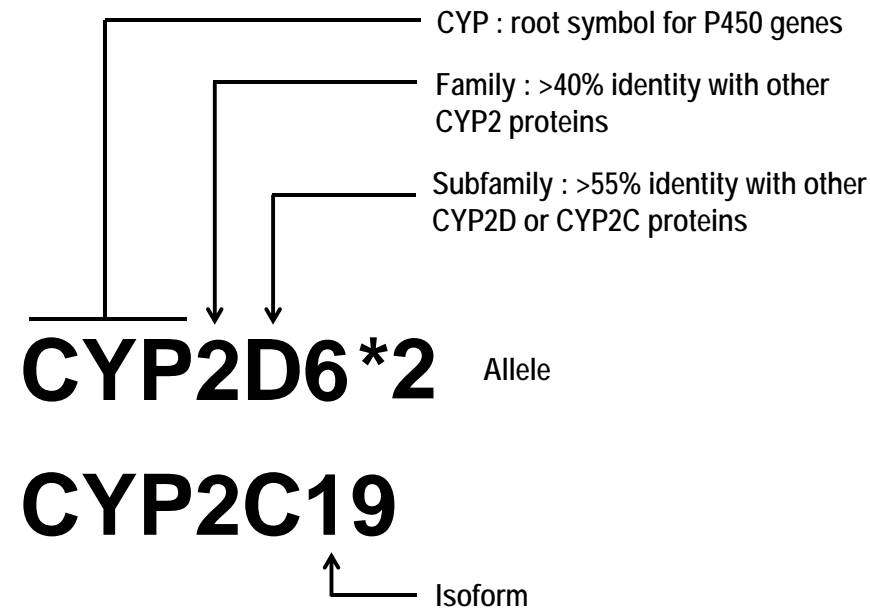 CYP : root symbol for P450 genes
Family : >40% identity with other
CYP2 proteins
Subfamily : >55% identity with other
CYP2D or CYP2C proteins
CYP2D6*2 Allele
CYP2C19
Isoform